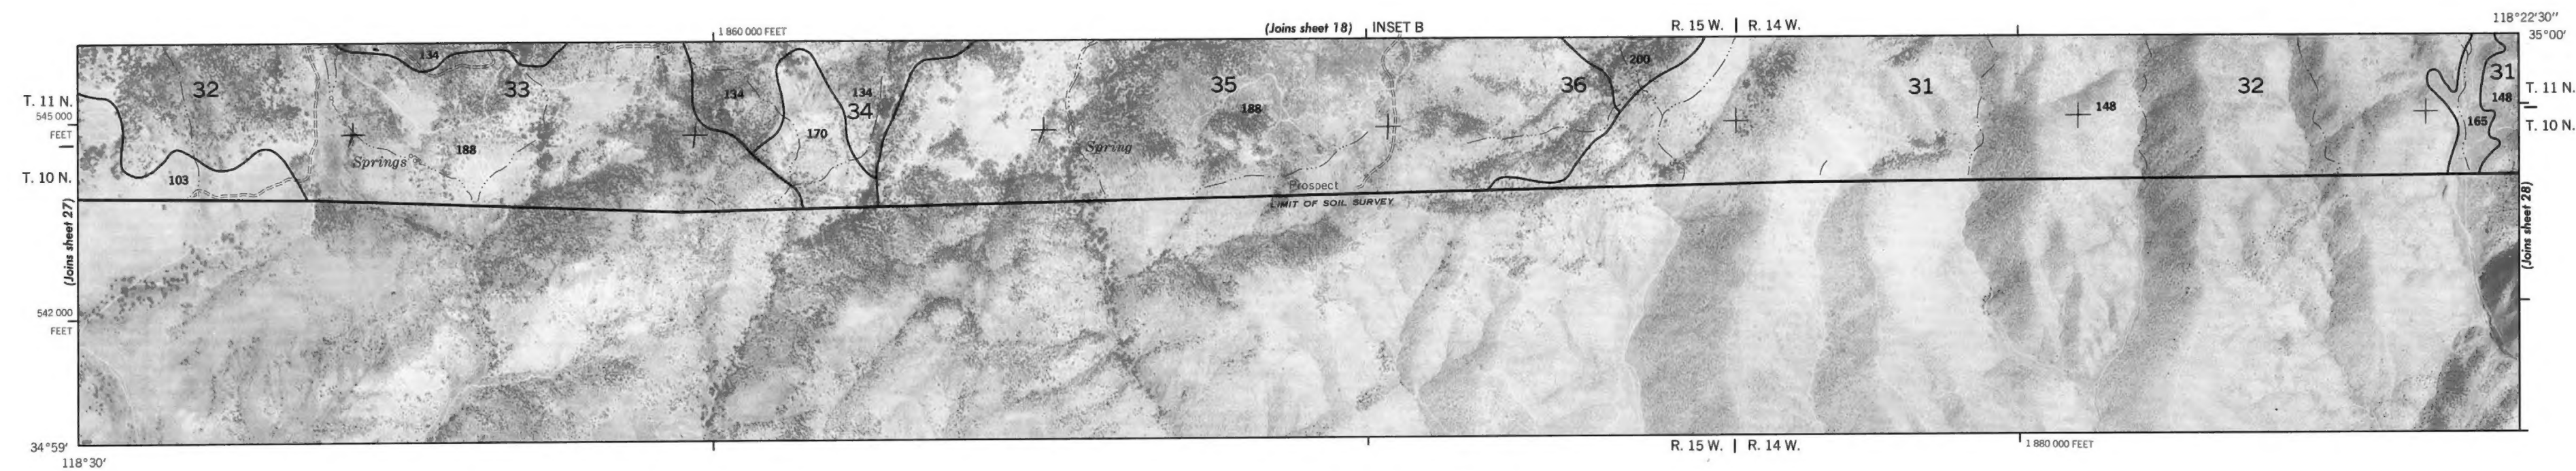 (Joins sheet 18) INSET B R. 15 W. | R. 14 W. 118°22'30"
1 860 000 FEET
35°00'
134
200
32 33 35 36 31 32 31
134 134 188 148 148
T. 11 N. 34 T. 11 N.
545 000
FEET
170 165
T. 10 N.
Springs 188 Spring
T. 10 N. 103
Prospect
LIMIT OF SOIL SURVEY
(Joins sheet 27) (Joins sheet 28)
542 000
FEET
34°59'
R. 15 W. | R. 14 W. 1 880 000 FEET
118°30'